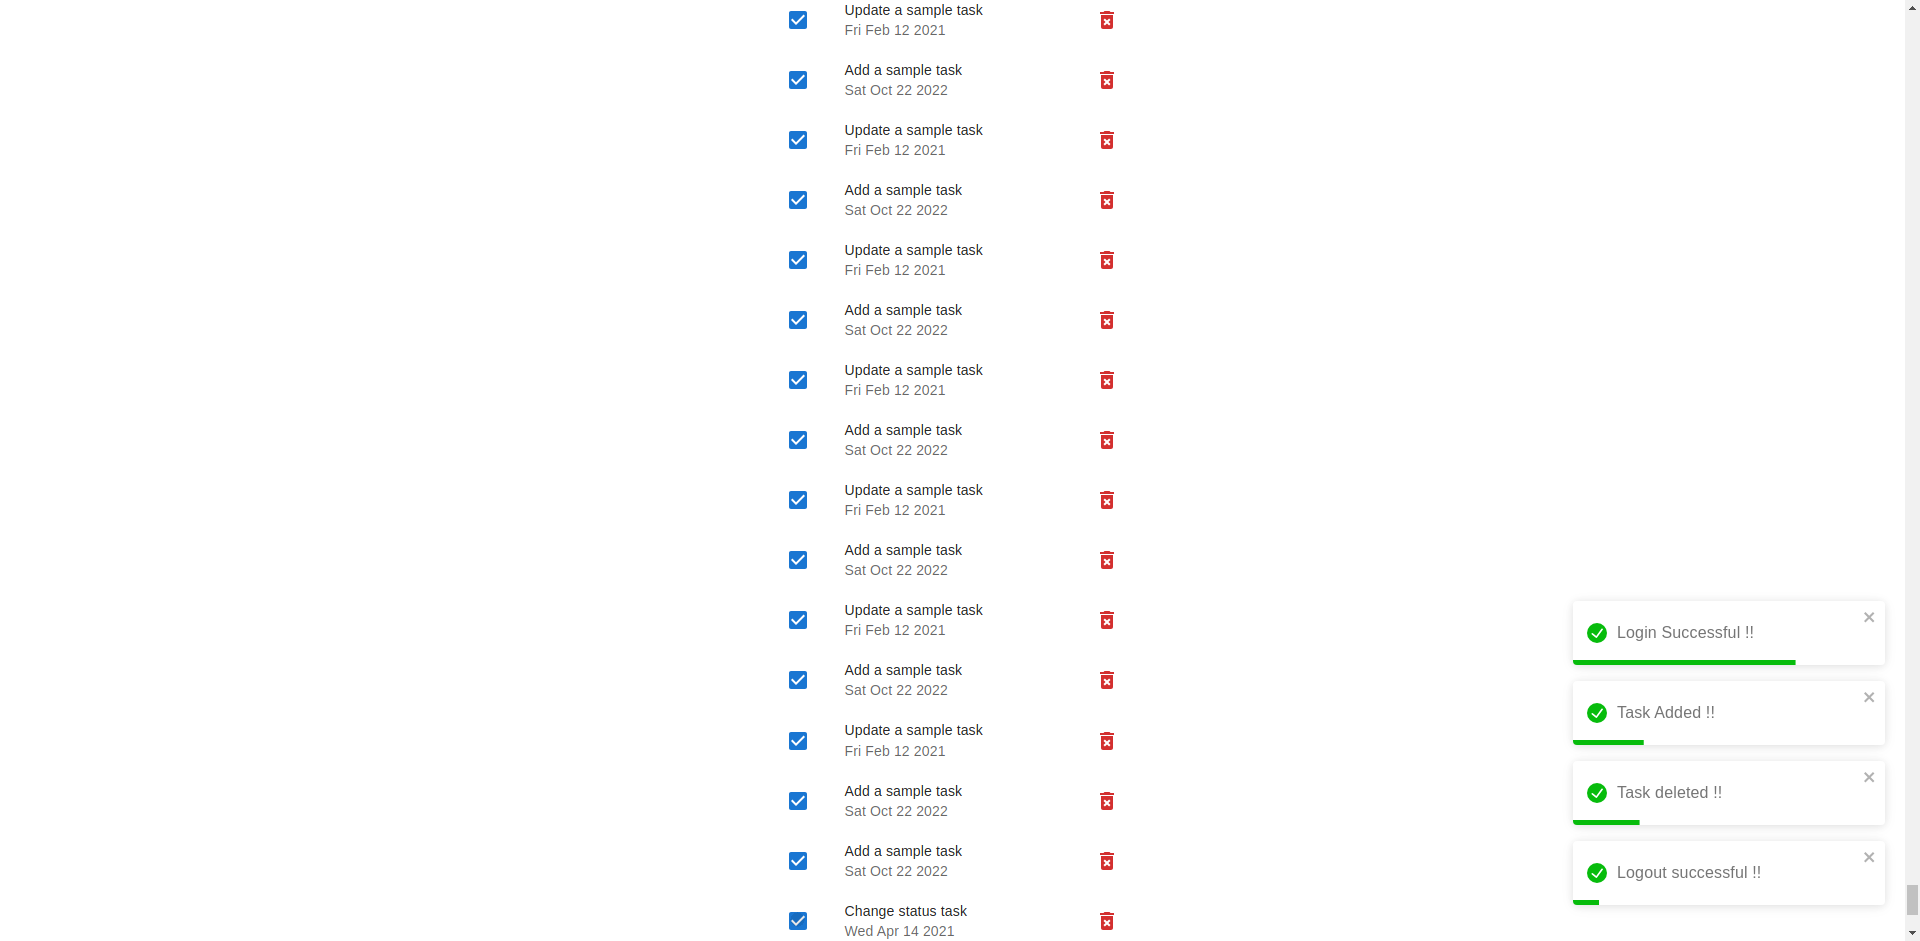 Update a sample task
Fri Feb 12 2021
Add a sample task
Sat Oct 22 2022
Update a sample task
Fri Feb 12 2021
Add a sample task
Sat Oct 22 2022
Update a sample task
Fri Feb 12 2021
Add a sample task
Sat Oct 22 2022
Update a sample task
Fri Feb 12 2021
Add a sample task
Sat Oct 22 2022
Update a sample task
Fri Feb 12 2021
Add a sample task
Sat Oct 22 2022
Update a sample task
Fri Feb 12 2021
Add a sample task
Sat Oct 22 2022
Update a sample task
Fri Feb 12 2021
Add a sample task
Sat Oct 22 2022
Add a sample task
Sat Oct 22 2022
Change status task
Wed Apr 14 2021
Login Successful !!
Task Added !!
Task deleted !!
Logout successful !!